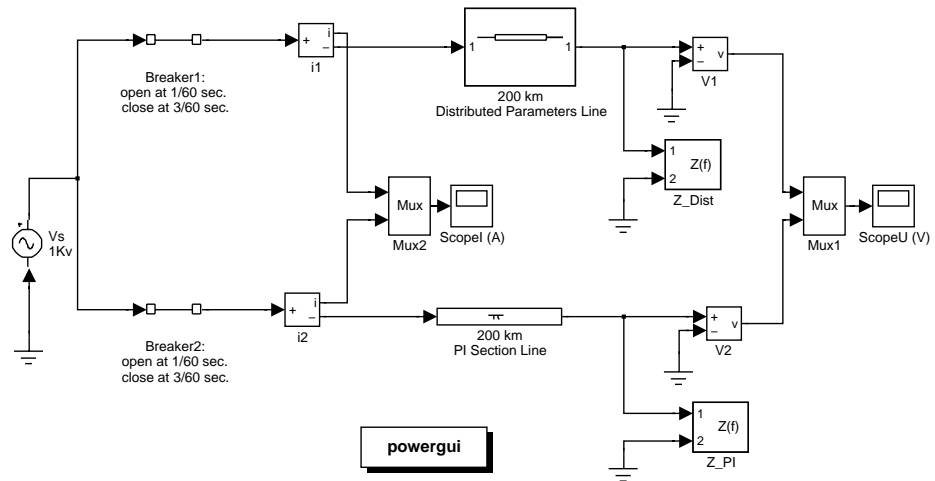 +
i
−
i1
Breaker1:
open at 1/60 sec.
close at 3/60 sec.
1
1
200 km
Distributed Parameters Line
+
−
v
V1
1
2
Z(f)
Z_Dist
Mux
Mux2
ScopeI (A)
Mux
Mux1
ScopeU (V)
+
Vs
1Kv
+
i
−
i2
Breaker2:
open at 1/60 sec.
close at 3/60 sec.
200 km
PI Section Line
+
−
v
V2
1
2
Z(f)
Z_PI
powergui